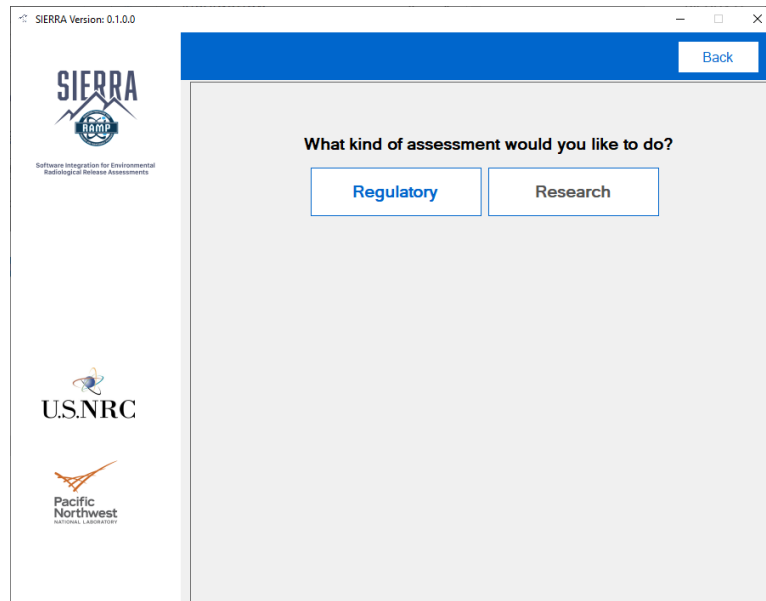 SIERRA Version: 0.1.0.0
Back
SIERRA
RAMP
Software Integration for Environmental
Radiological Release Assessments
What kind of assessment would you like to do?
Regulatory
Research
U.S.NRC
Pacific
Northwest
NATIONAL LABORATORY